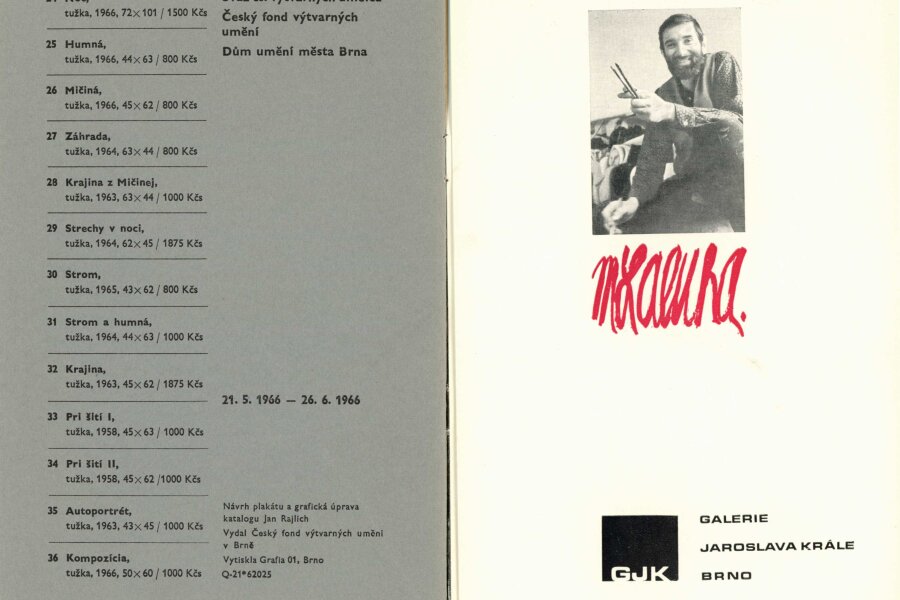 tužka, 1966, 72×101 / 1500 Kčs
25 Humná,
tužka, 1966, 44×63 / 800 Kčs
26 Mičiná,
tužka, 1966, 45×62 / 800 Kčs
27 Záhrada,
tužka, 1964, 63×44 / 800 Kčs
28 Krajina z Mičinej,
tužka, 1963, 63×44 / 1000 Kčs
29 Strechy v noci,
tužka, 1964, 62×45 / 1875 Kčs
30 Strom,
tužka, 1965, 43×62 / 800 Kčs
31 Strom a humná,
tužka, 1964, 44×63 / 1000 Kčs
32 Krajina,
tužka, 1963, 45×62 / 1875 Kčs
33 Pri šití I,
tužka, 1958, 45×63 / 1000 Kčs
34 Pri šití II,
tužka, 1958, 45×62 /1000 Kčs
35 Autoportrét,
tužka, 1963, 43×45 / 1000 Kčs
36 Kompozícia,
tužka, 1966, 50×60 / 1000 Kčs
Český fond výtvarných
umění
Dům umění města Brna
21. 5. 1966 — 26. 6. 1966
Návrh plakátu a grafická úprava
katalogu Jan Rajlich
Vydal Český fond výtvarných umění
v Brně
Vytiskla Grafia 01, Brno
Q-21*62025
GJK
GALERIE
JAROSLAVA KRÁLE
BRNO